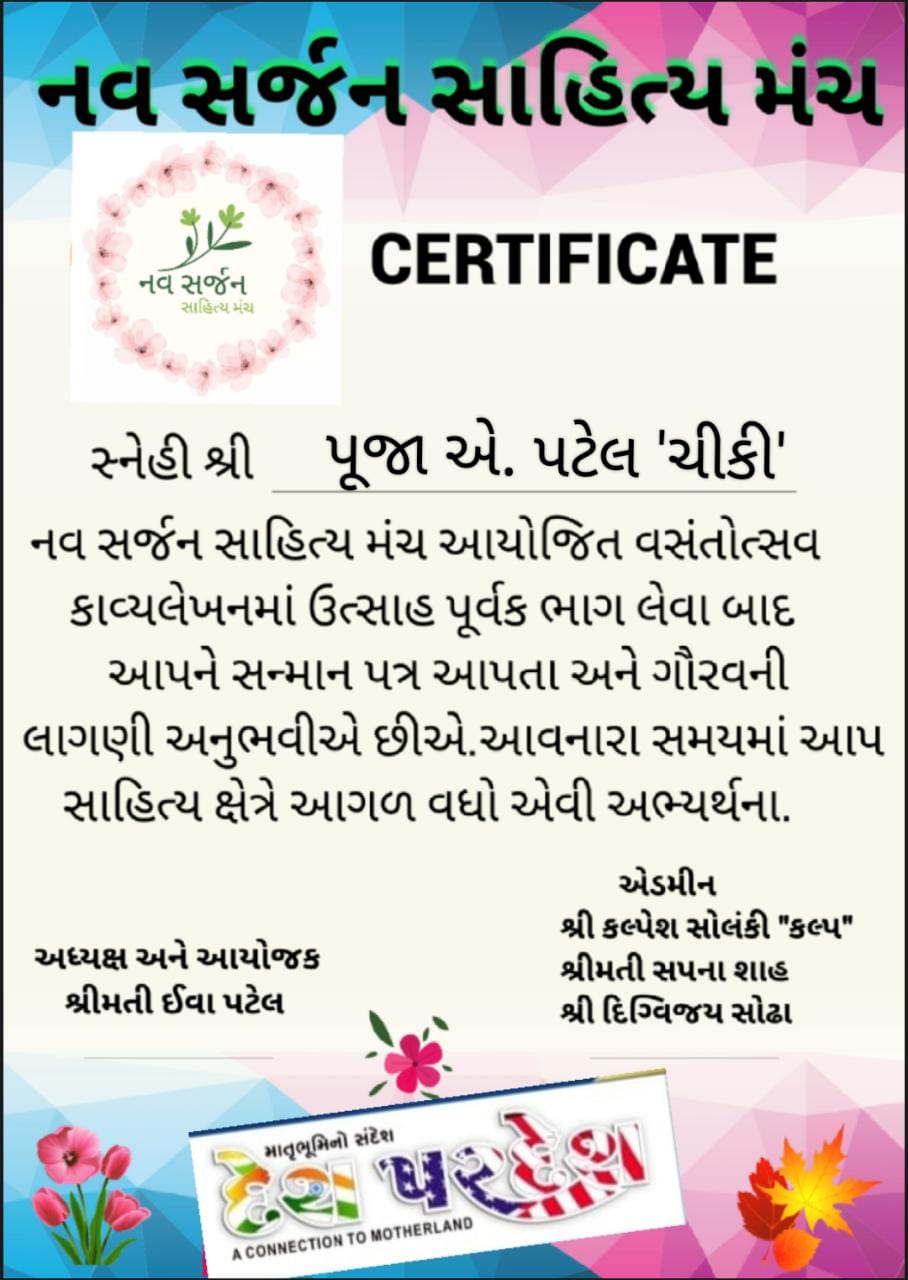 નવ સર્જન સાહિત્ય મંચ
નવ સર્જન
સાહિત્ય મંચ
CERTIFICATE
સ્નેહી શ્રી પૂજા એ. પટેલ 'ચીકી'
નવ સર્જન સાહિત્ય મંચ આયોજિત વસંતોત્સવ
કાવ્યલેખનમાં ઉત્સાહ પૂર્વક ભાગ લેવા બાદ
આપને સન્માન પત્ર આપતા અને ગૌરવની
લાગણી અનુભવીએ છીએ.આવનારા સમયમાં આપ
સાહિત્ય ક્ષેત્રે આગળ વધો એવી અભ્યર્થના.
અધ્યક્ષ અને આયોજક
શ્રીમતી ઈવા પટેલ
એડમીન
શ્રી કલ્પેશ સોલંકી "કલ્પ"
શ્રીમતી સપના શાહ
શ્રી દિગ્વિજય સોઢા
માતૃભૂમિનો સંદેશ
દેશ પરદેશ
A CONNECTION TO MOTHERLAND